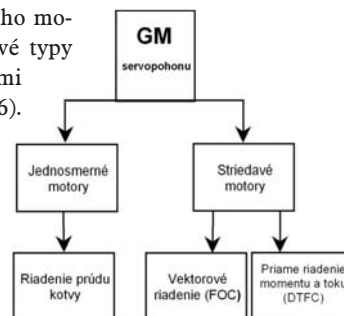 ho mo-
vé typy
mi
6).
GM
servopohonu
Jednosmerné
motory
Striedavé
motory
Riadenie prúdu
kotvy
Vektorové
riadenie (FOC)
Priame riadenie
momentu a toku
(DTFC)